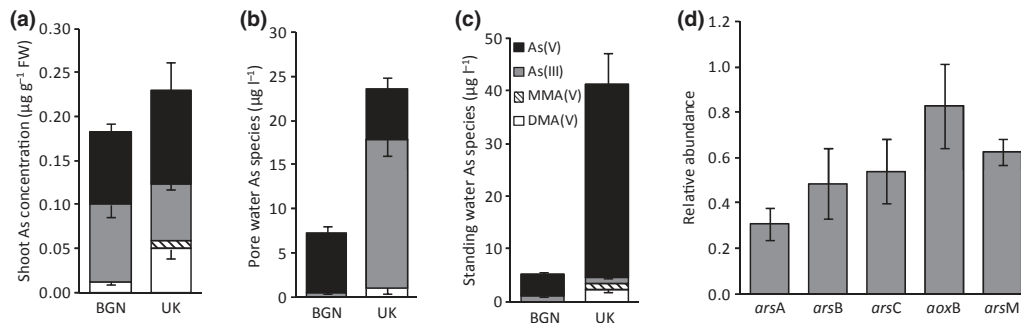 (a)
Shoot As concentration (µg g⁻¹ FW)
0.30
0.25
0.20
0.15
0.10
0.05
0.00
BGN UK
(b)
Pore water As species (µg l⁻¹)
30
25
20
15
10
5
0
BGN UK
(c)
Standing water As species (µg l⁻¹)
50
40
30
20
10
0
As(V)
As(III)
MMA(V)
DMA(V)
BGN UK
(d)
Relative abundance
1.2
1.0
0.8
0.6
0.4
0.2
0.0
arsA arsB arsC aoxB arsM